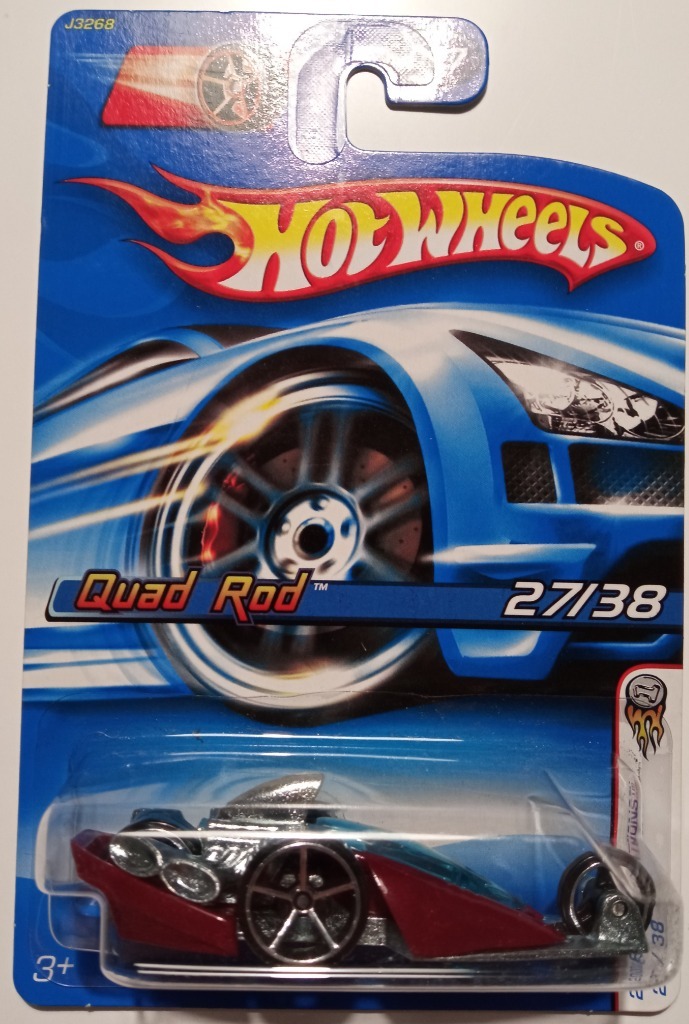 J3268
HOT WHEELS ®
Quad Rod™
27/38
3+